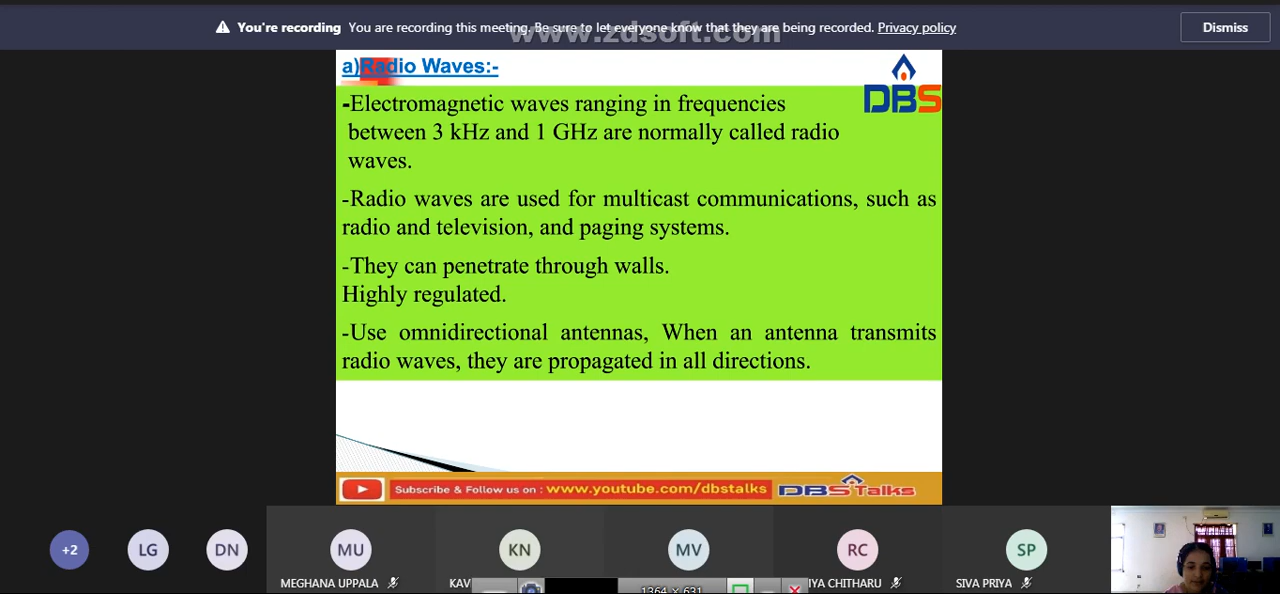 You're recording You are recording this meeting. Be sure to let everyone know that they are being recorded. Privacy policy
Dismiss
www.zdsoft.com
a)Radio Waves:-
DBS
-Electromagnetic waves ranging in frequencies
between 3 kHz and 1 GHz are normally called radio
waves.
-Radio waves are used for multicast communications, such as
radio and television, and paging systems.
-They can penetrate through walls.
Highly regulated.
-Use omnidirectional antennas, When an antenna transmits
radio waves, they are propagated in all directions.
Subscribe & Follow us on : www.youtube.com/dbstalks DBS Talks
+2 LG DN MU KN MV RC SP
MEGHANA UPPALA KAV IYA CHITHARU SIVA PRIYA
1364 × 631